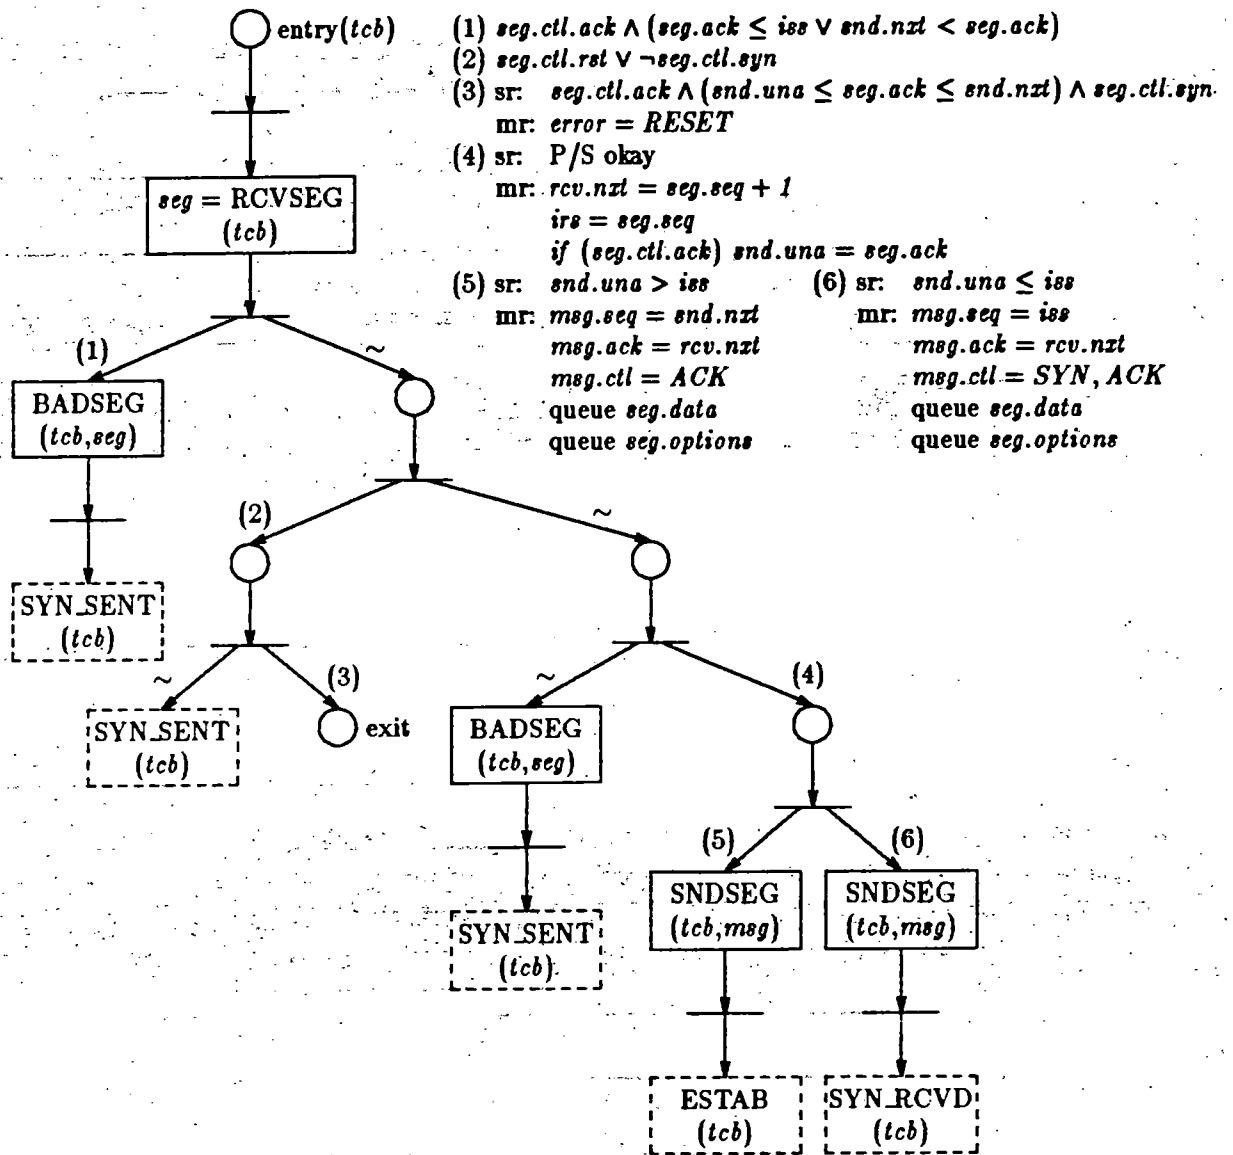 entry(tcb)
(1) seg.ctl.ack ∧ (seg.ack ≤ iss ∨ snd.nxt < seg.ack)
(2) seg.ctl.rst ∨ ¬seg.ctl.syn
(3) sr: seg.ctl.ack ∧ (snd.una ≤ seg.ack ≤ snd.nxt) ∧ seg.ctl.syn
mr: error = RESET
(4) sr: P/S okay
mr: rcv.nxt = seg.seq + 1
irs = seg.seq
if (seg.ctl.ack) snd.una = seg.ack
(5) sr: snd.una > iss
mr: msg.seq = snd.nxt
msg.ack = rcv.nxt
msg.ctl = ACK
queue seg.data
queue seg.options
(6) sr: snd.una ≤ iss
mr: msg.seq = iss
msg.ack = rcv.nxt
msg.ctl = SYN, ACK
queue seg.data
queue seg.options
seg = RCVSEG
(tcb)
(1)
~
BADSEG
(tcb,seg)
(2)
~
SYN_SENT
(tcb)
~
(3)
~
(4)
SYN_SENT
(tcb)
exit
BADSEG
(tcb,seg)
(5)
(6)
SYN_SENT
(tcb)
SNDSEG
(tcb,msg)
SNDSEG
(tcb,msg)
ESTAB
(tcb)
SYN_RCVD
(tcb)